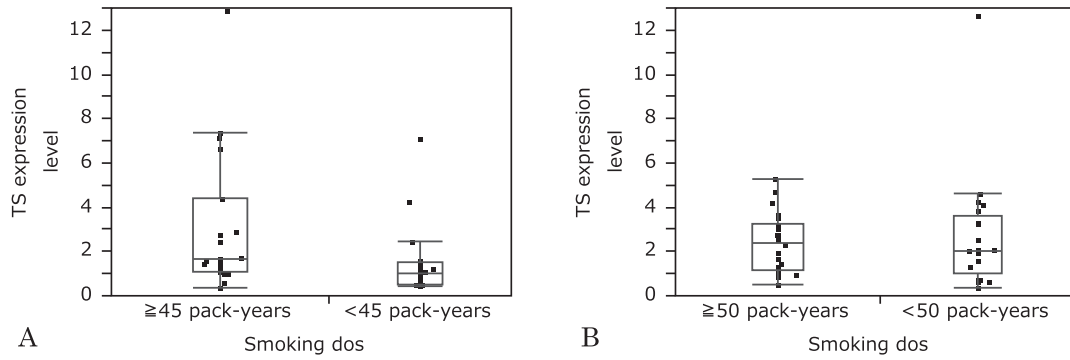 12
10
8
6
4
2
0
TS expression
level
≧45 pack-years
<45 pack-years
Smoking dos
A
12
10
8
6
4
2
0
TS expression
level
≧50 pack-years
<50 pack-years
Smoking dos
B